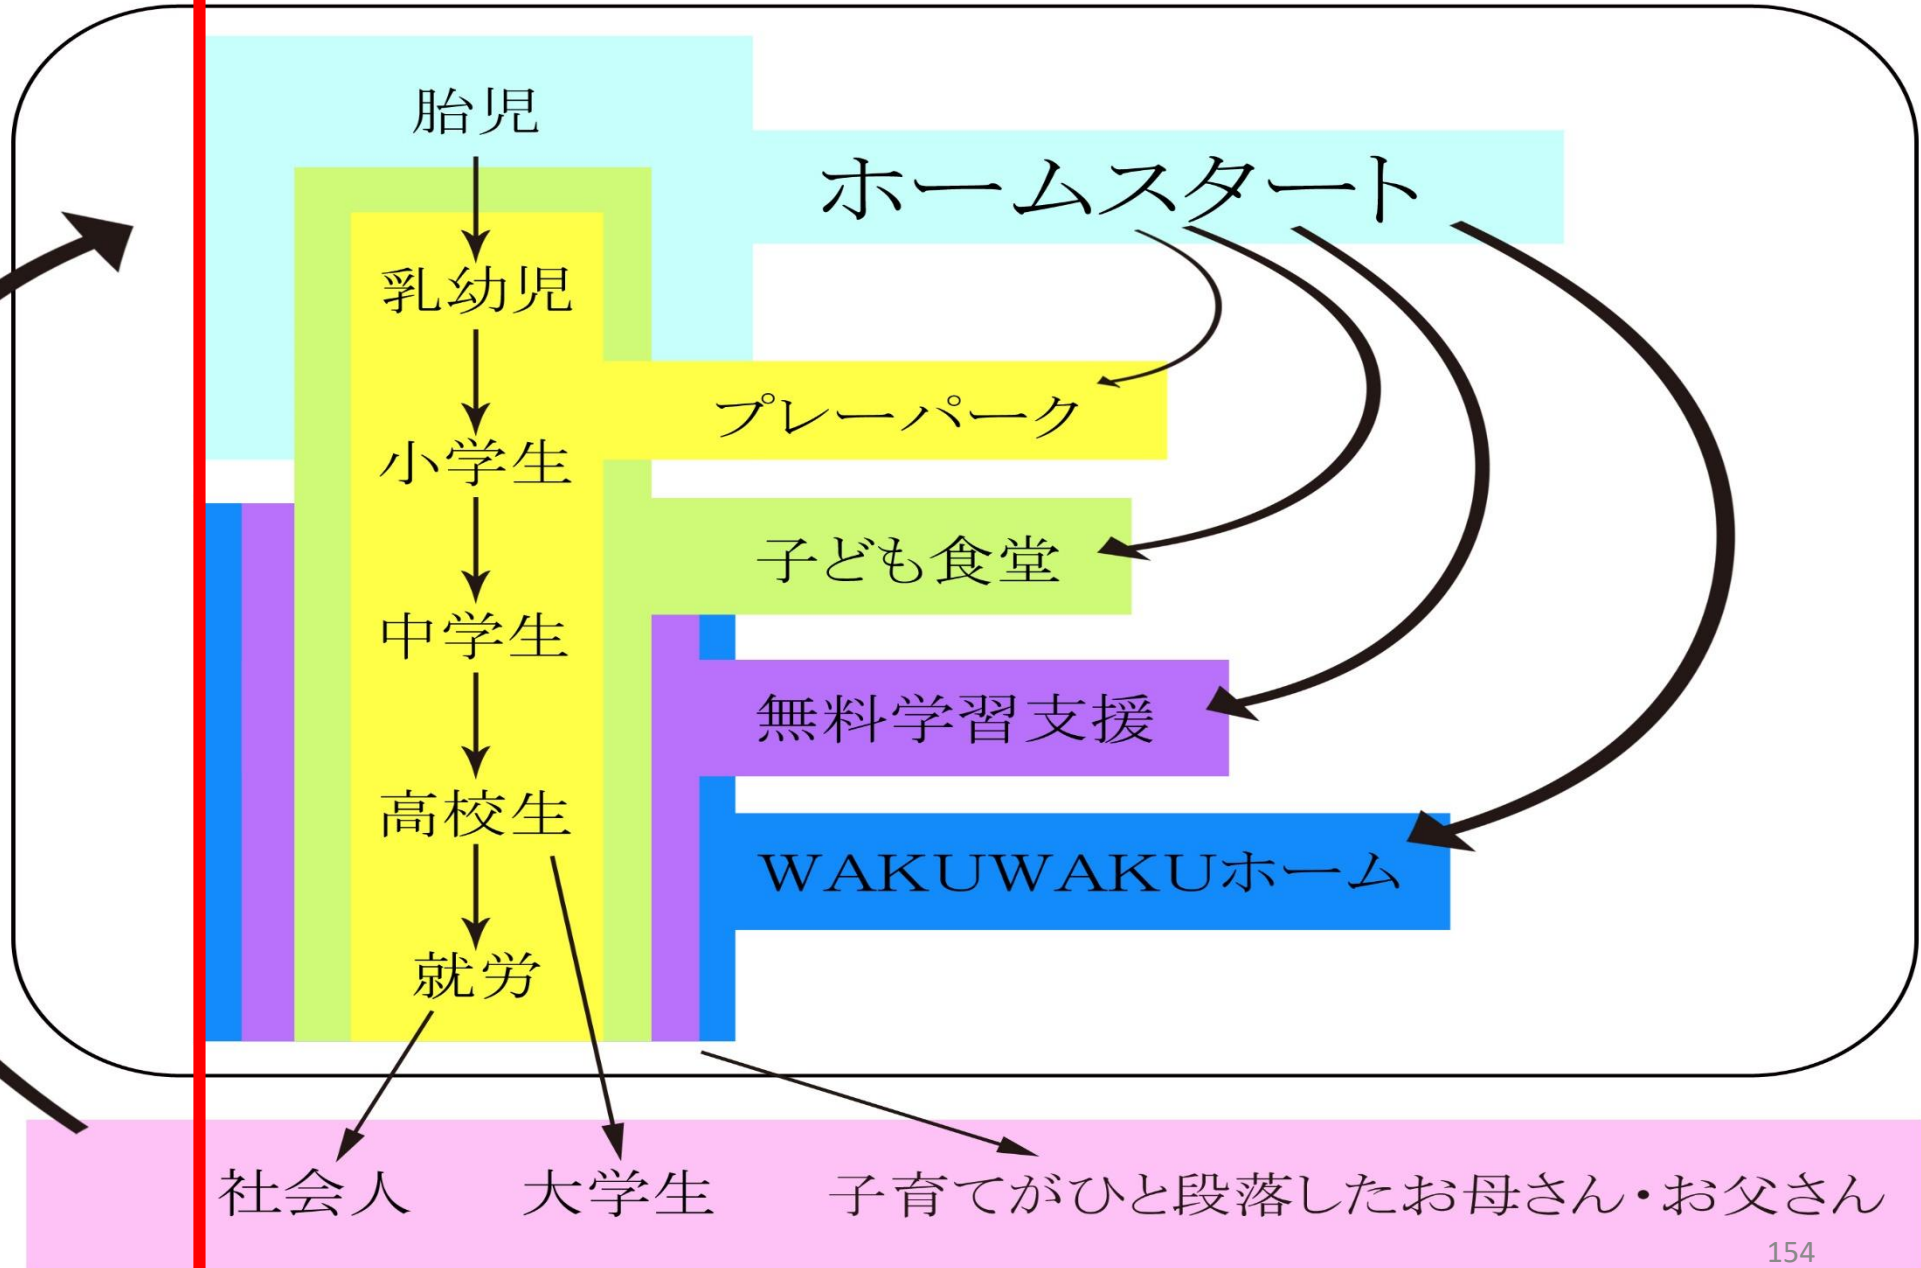 胎児
ホームスタート
乳幼児
プレーパーク
小学生
子ども食堂
中学生
無料学習支援
高校生
WAKUWAKUホーム
就労
社会人
大学生
子育てがひと段落したお母さん・お父さん
154